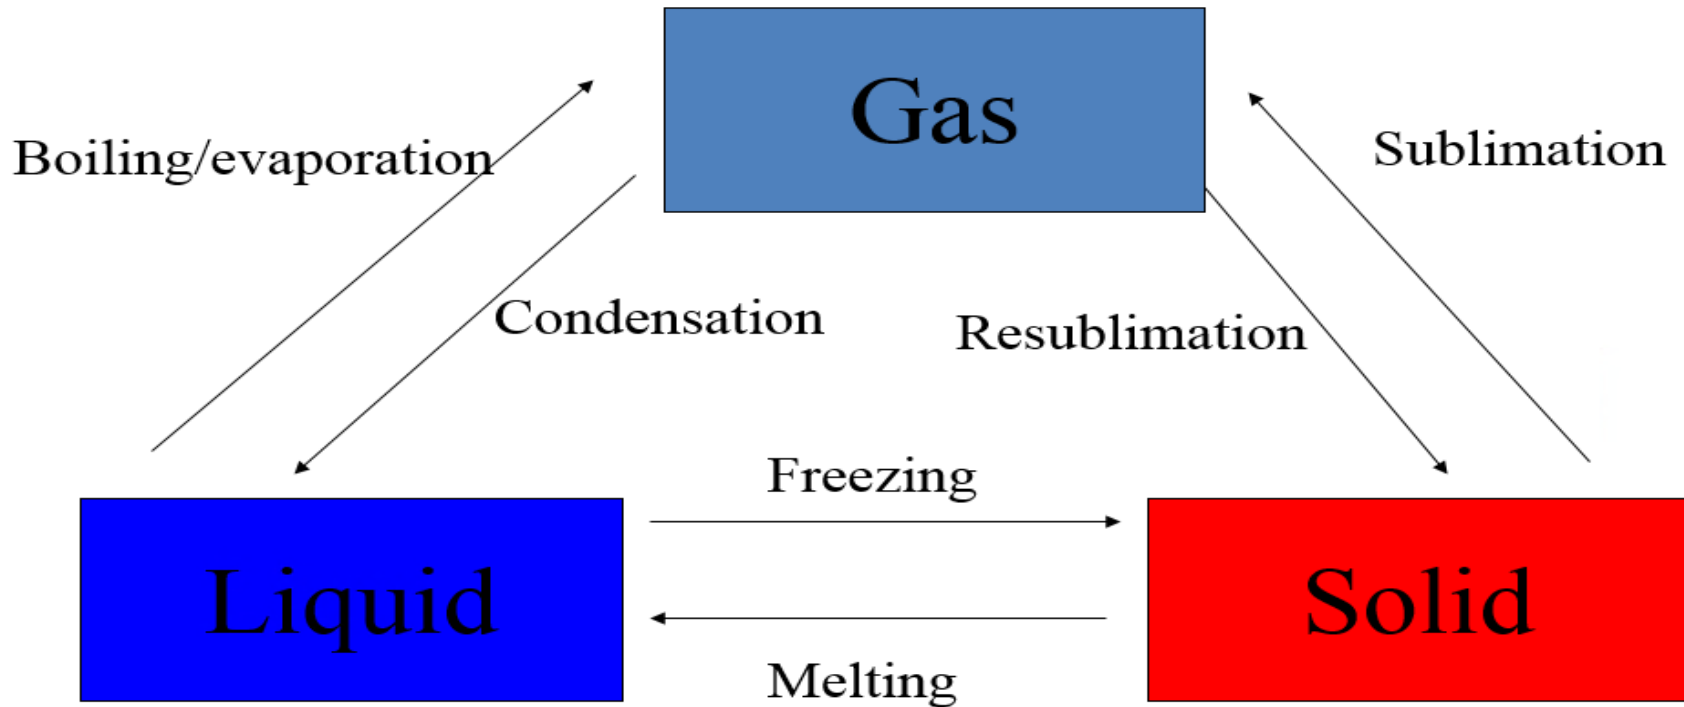 Gas
Boiling/evaporation
Sublimation
Condensation
Resublimation
Freezing
Liquid
Solid
Melting